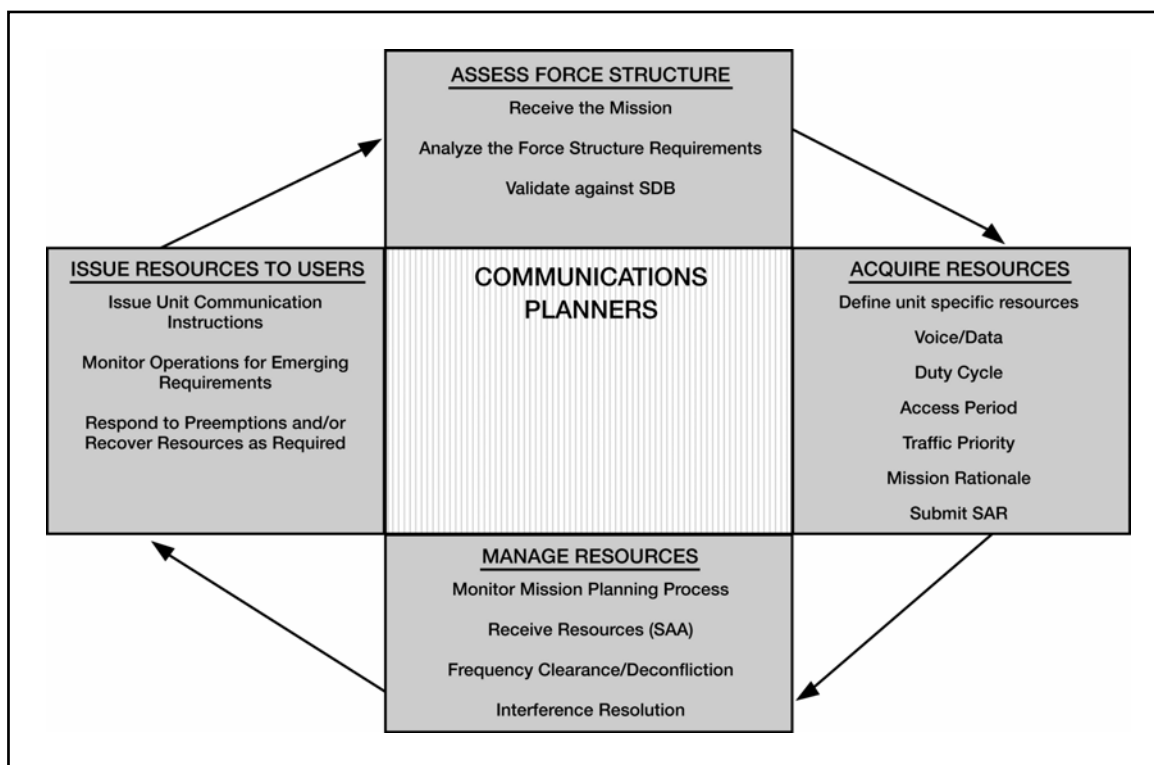 ASSESS FORCE STRUCTURE
Receive the Mission
Analyze the Force Structure Requirements
Validate against SDB
ISSUE RESOURCES TO USERS
Issue Unit Communication
Instructions
Monitor Operations for Emerging
Requirements
Respond to Preemptions and/or
Recover Resources as Required
COMMUNICATIONS
PLANNERS
ACQUIRE RESOURCES
Define unit specific resources
Voice/Data
Duty Cycle
Access Period
Traffic Priority
Mission Rationale
Submit SAR
MANAGE RESOURCES
Monitor Mission Planning Process
Receive Resources (SAA)
Frequency Clearance/Deconfliction
Interference Resolution